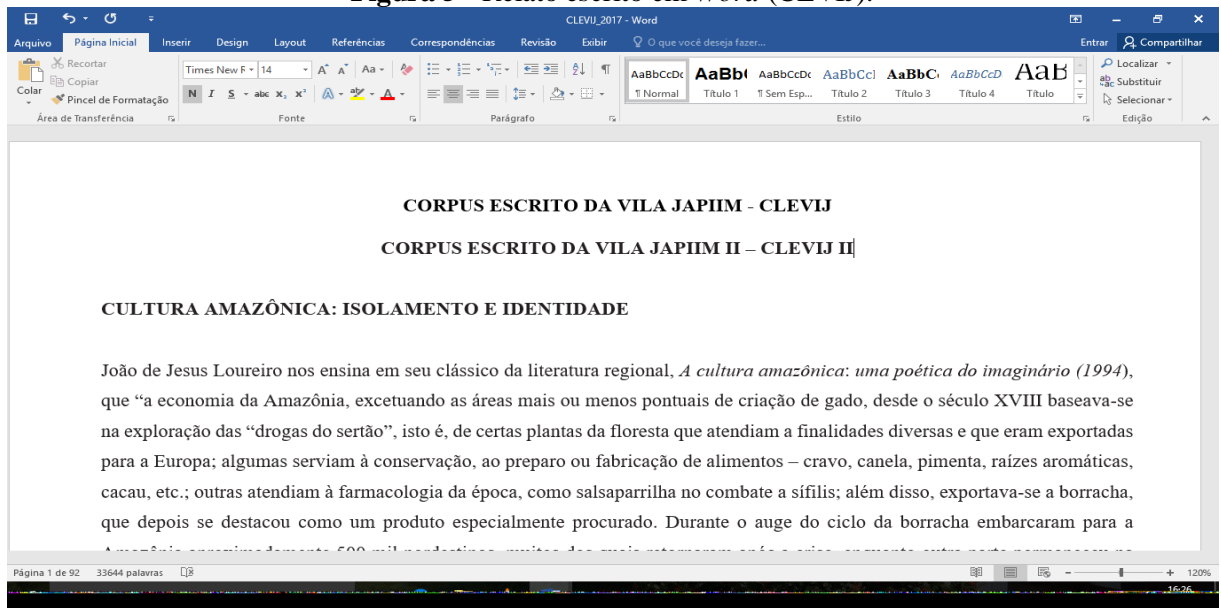 CLEVIJ_2017 - Word
Arquivo Página Inicial Inserir Design Layout Referências Correspondências Revisão Exibir O que você deseja fazer... Entrar Compartilhar
Recortar
Copiar
Pincel de Formatação
Colar
Times New F 14 Aa
N I S abc x₂ x² A A
AaBbCcDc AaBb( AaBbCcDc AaBbCcl AaBbC AaBbCcD AaB
¶ Normal Título 1 ¶ Sem Esp... Título 2 Título 3 Título 4 Título
Localizar
Substituir
Selecionar
Área de Transferência Fonte Parágrafo Estilo Edição
CORPUS ESCRITO DA VILA JAPIIM - CLEVIJ
CORPUS ESCRITO DA VILA JAPIIM II – CLEVIJ II
CULTURA AMAZÔNICA: ISOLAMENTO E IDENTIDADE
João de Jesus Loureiro nos ensina em seu clássico da literatura regional, A cultura amazônica: uma poética do imaginário (1994),
que “a economia da Amazônia, excetuando as áreas mais ou menos pontuais de criação de gado, desde o século XVIII baseava-se
na exploração das “drogas do sertão”, isto é, de certas plantas da floresta que atendiam a finalidades diversas e que eram exportadas
para a Europa; algumas serviam à conservação, ao preparo ou fabricação de alimentos – cravo, canela, pimenta, raízes aromáticas,
cacau, etc.; outras atendiam à farmacologia da época, como salsaparrilha no combate a sífilis; além disso, exportava-se a borracha,
que depois se destacou como um produto especialmente procurado. Durante o auge do ciclo da borracha embarcaram para a
Página 1 de 92 33644 palavras 120%
16:26